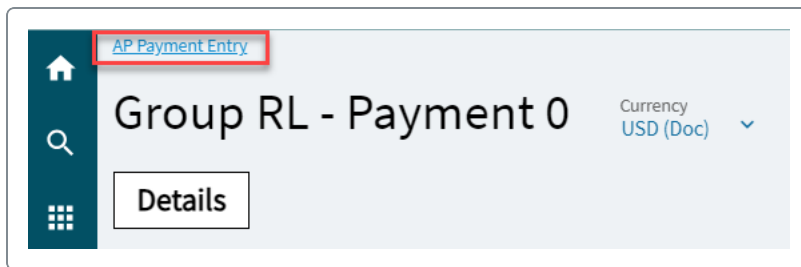 AP Payment Entry
Group RL - Payment 0
Currency
USD (Doc)
Details